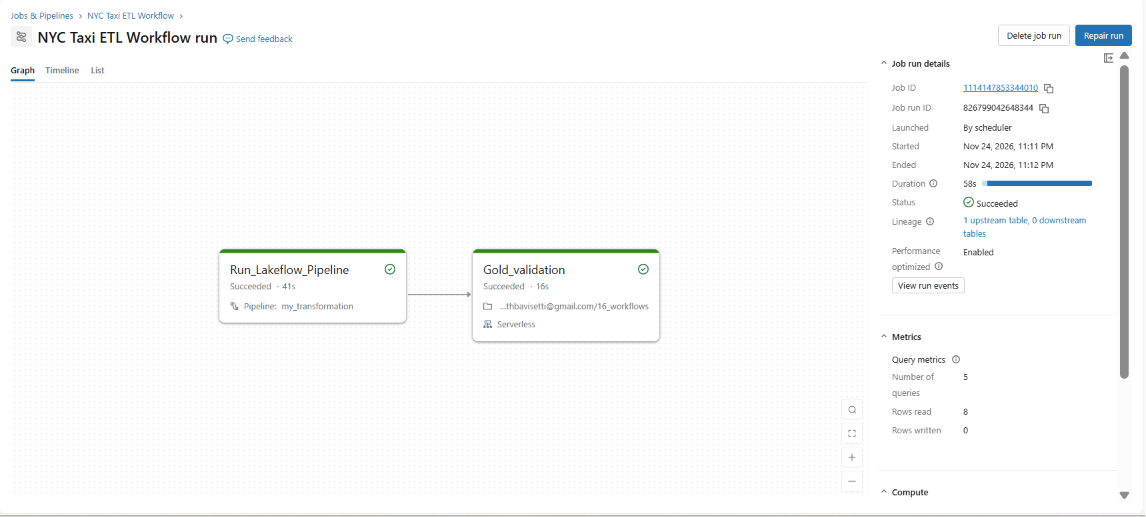 Jobs & Pipelines › NYC Taxi ETL Workflow ›
NYC Taxi ETL Workflow run Send feedback
Delete job run Repair run
Graph Timeline List
Run_Lakeflow_Pipeline
Succeeded · 41s
Pipeline: my_transformation
Gold_validation
Succeeded · 16s
...thbavisetti@gmail.com/16_workflows
Serverless
Job run details
Job ID 1114147853344010
Job run ID 826799042648344
Launched By scheduler
Started Nov 24, 2026, 11:11 PM
Ended Nov 24, 2026, 11:12 PM
Duration 58s
Status Succeeded
Lineage 1 upstream table, 0 downstream
tables
Performance Enabled
optimized
View run events
Metrics
Query metrics
Number of 5
queries
Rows read 8
Rows written 0
Compute